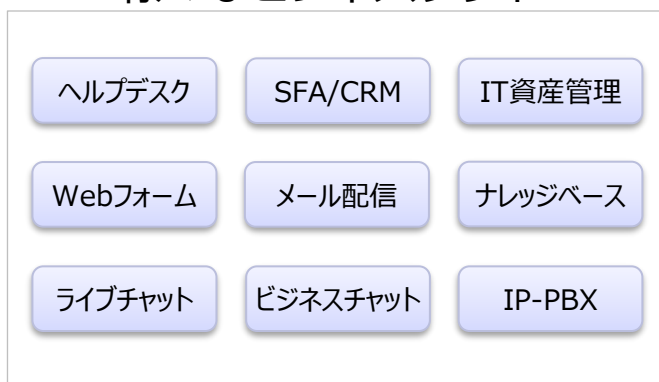 ヘルプデスク
SFA/CRM
IT資産管理
Webフォーム
メール配信
ナレッジベース
ライブチャット
ビジネスチャット
IP-PBX